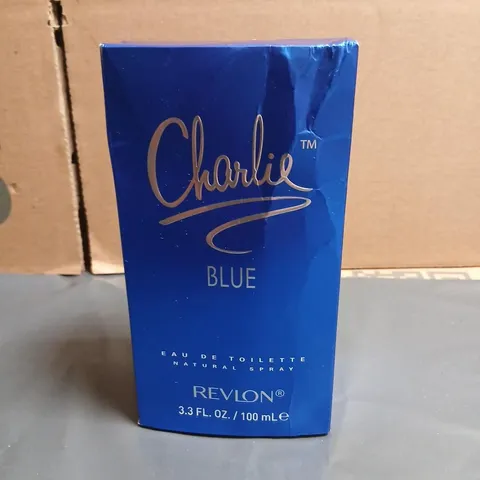 Charlie™
BLUE
EAU DE TOILETTE
NATURAL SPRAY
REVLON®
3.3 FL. OZ. / 100 mL℮